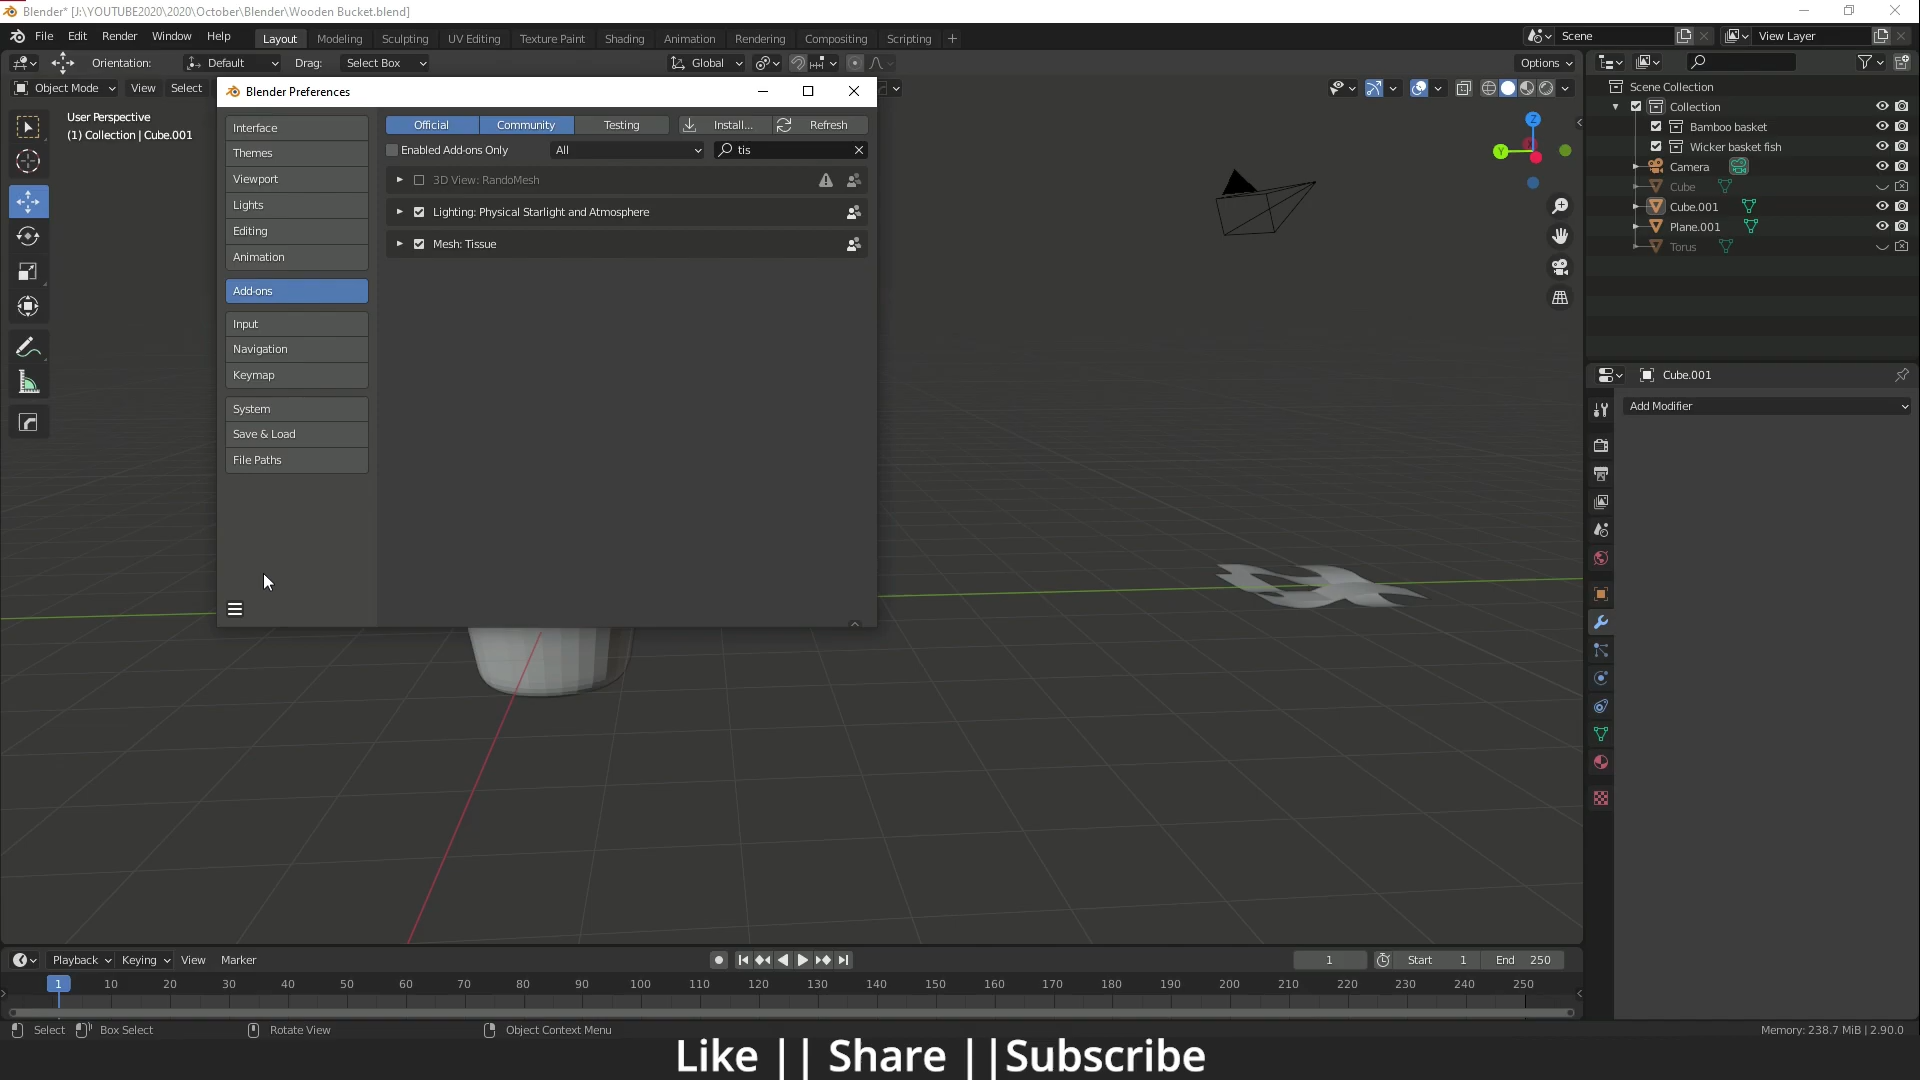 Blender* [J:\YOUTUBE2020\2020\October\Blender\Wooden Bucket.blend]
File Edit Render Window Help Layout Modeling Sculpting UV Editing Texture Paint Shading Animation Rendering Compositing Scripting + Scene View Layer
Orientation: Default Drag: Select Box Global Options
Object Mode View Select
Blender Preferences
User Perspective
(1) Collection | Cube.001
Interface
Themes
Viewport
Lights
Editing
Animation
Add-ons
Input
Navigation
Keymap
System
Save & Load
File Paths
Official Community Testing Install... Refresh
Enabled Add-ons Only All tis
3D View: RandoMesh
Lighting: Physical Starlight and Atmosphere
Mesh: Tissue
Z
Y
Scene Collection
Collection
Bamboo basket
Wicker basket fish
Camera
Cube
Cube.001
Plane.001
Torus
Cube.001
Add Modifier
Playback Keying View Marker 1 Start 1 End 250
1 10 20 30 40 50 60 70 80 90 100 110 120 130 140 150 160 170 180 190 200 210 220 230 240 250
Select Box Select Rotate View Object Context Menu Memory: 238.7 MiB | 2.90.0
Like || Share ||Subscribe